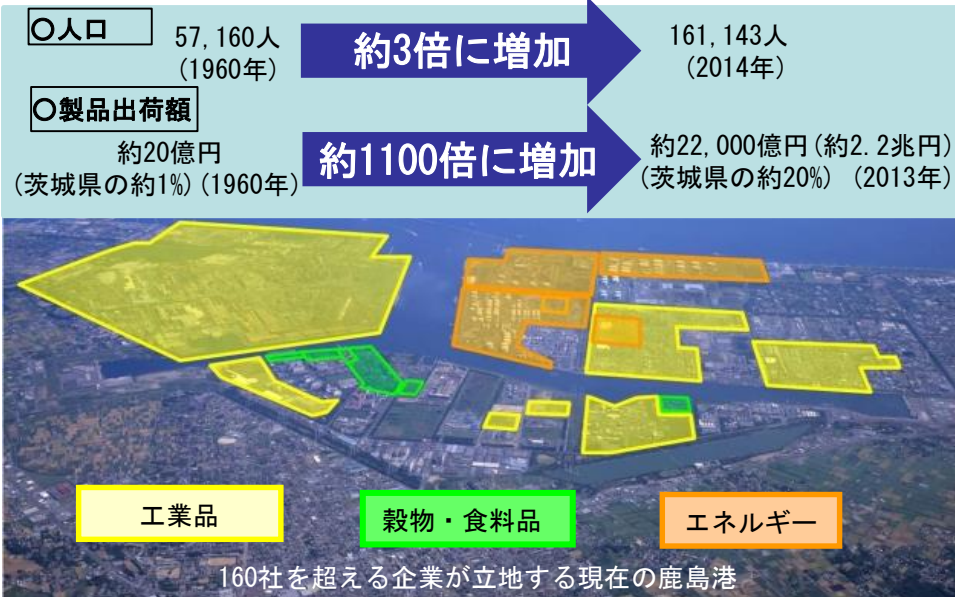 〇人口
57,160人
(1960年)
約3倍に増加
161,143人
(2014年)
〇製品出荷額
約20億円
(茨城県の約1%)(1960年)
約1100倍に増加
約22,000億円(約2.2兆円)
(茨城県の約20%) (2013年)
工業品
穀物・食料品
エネルギー
160社を超える企業が立地する現在の鹿島港